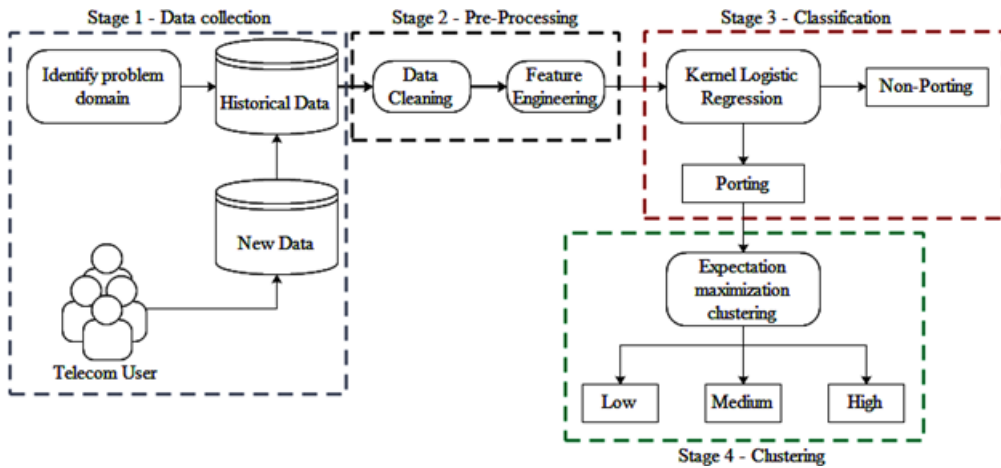 Stage 1 - Data collection
Stage 2 - Pre-Processing
Stage 3 - Classification
Identify problem
domain
Historical Data
Data
Cleaning
Feature
Engineering
Kernel Logistic
Regression
Non-Porting
Porting
New Data
Telecom User
Expectation
maximization
clustering
Low
Medium
High
Stage 4 - Clustering